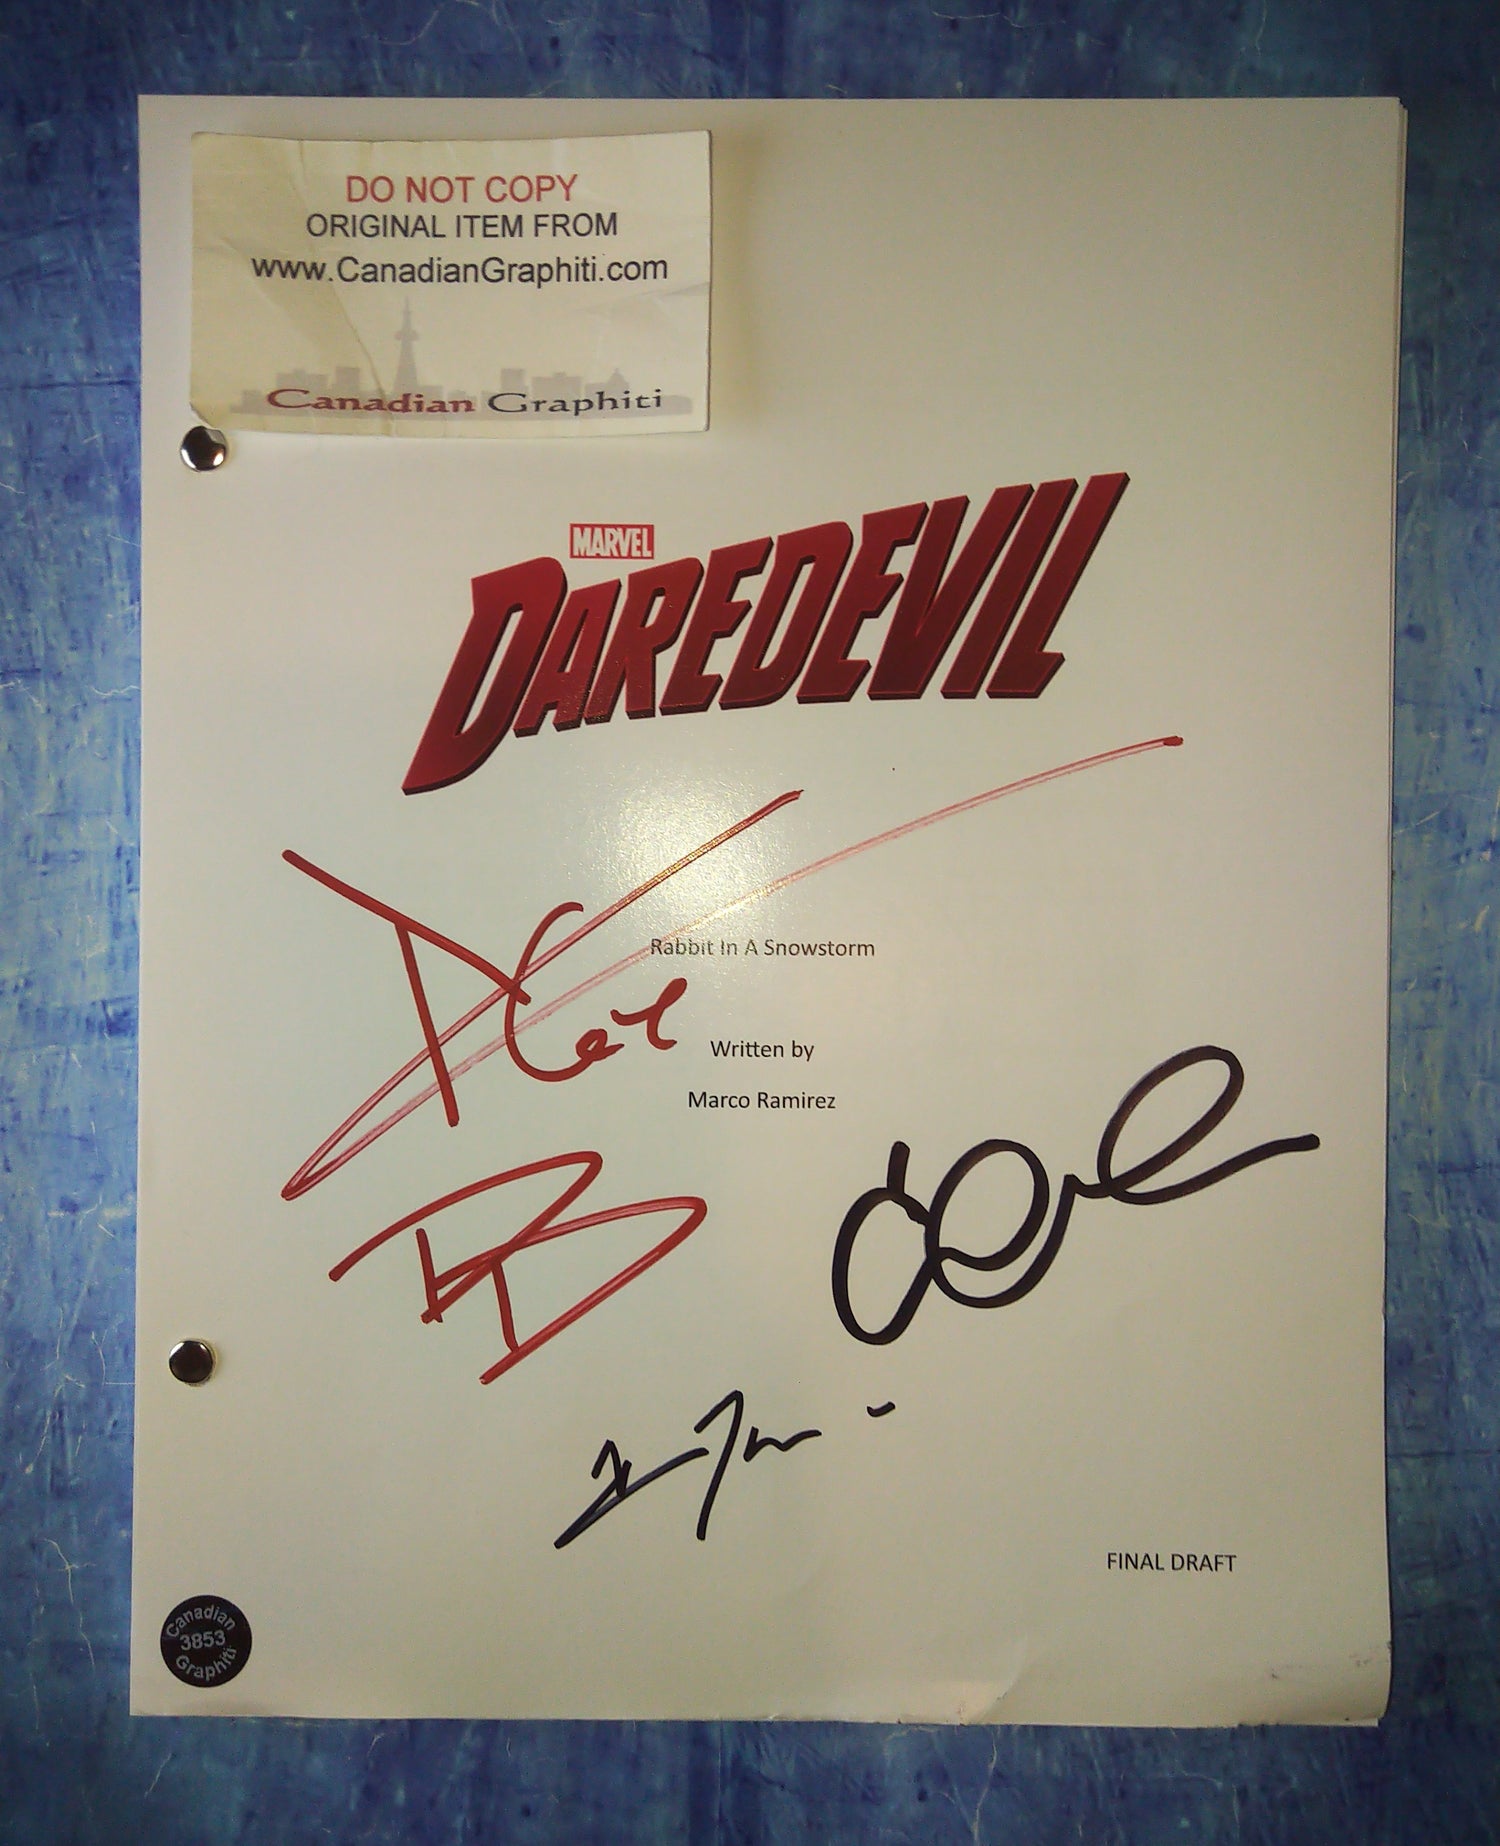 DO NOT COPY
ORIGINAL ITEM FROM
www.CanadianGraphiti.com
Canadian Graphiti
MARVEL
DAREDEVIL
Rabbit In A Snowstorm
Written by
Marco Ramirez
FINAL DRAFT
Canadian
3853
Graphiti